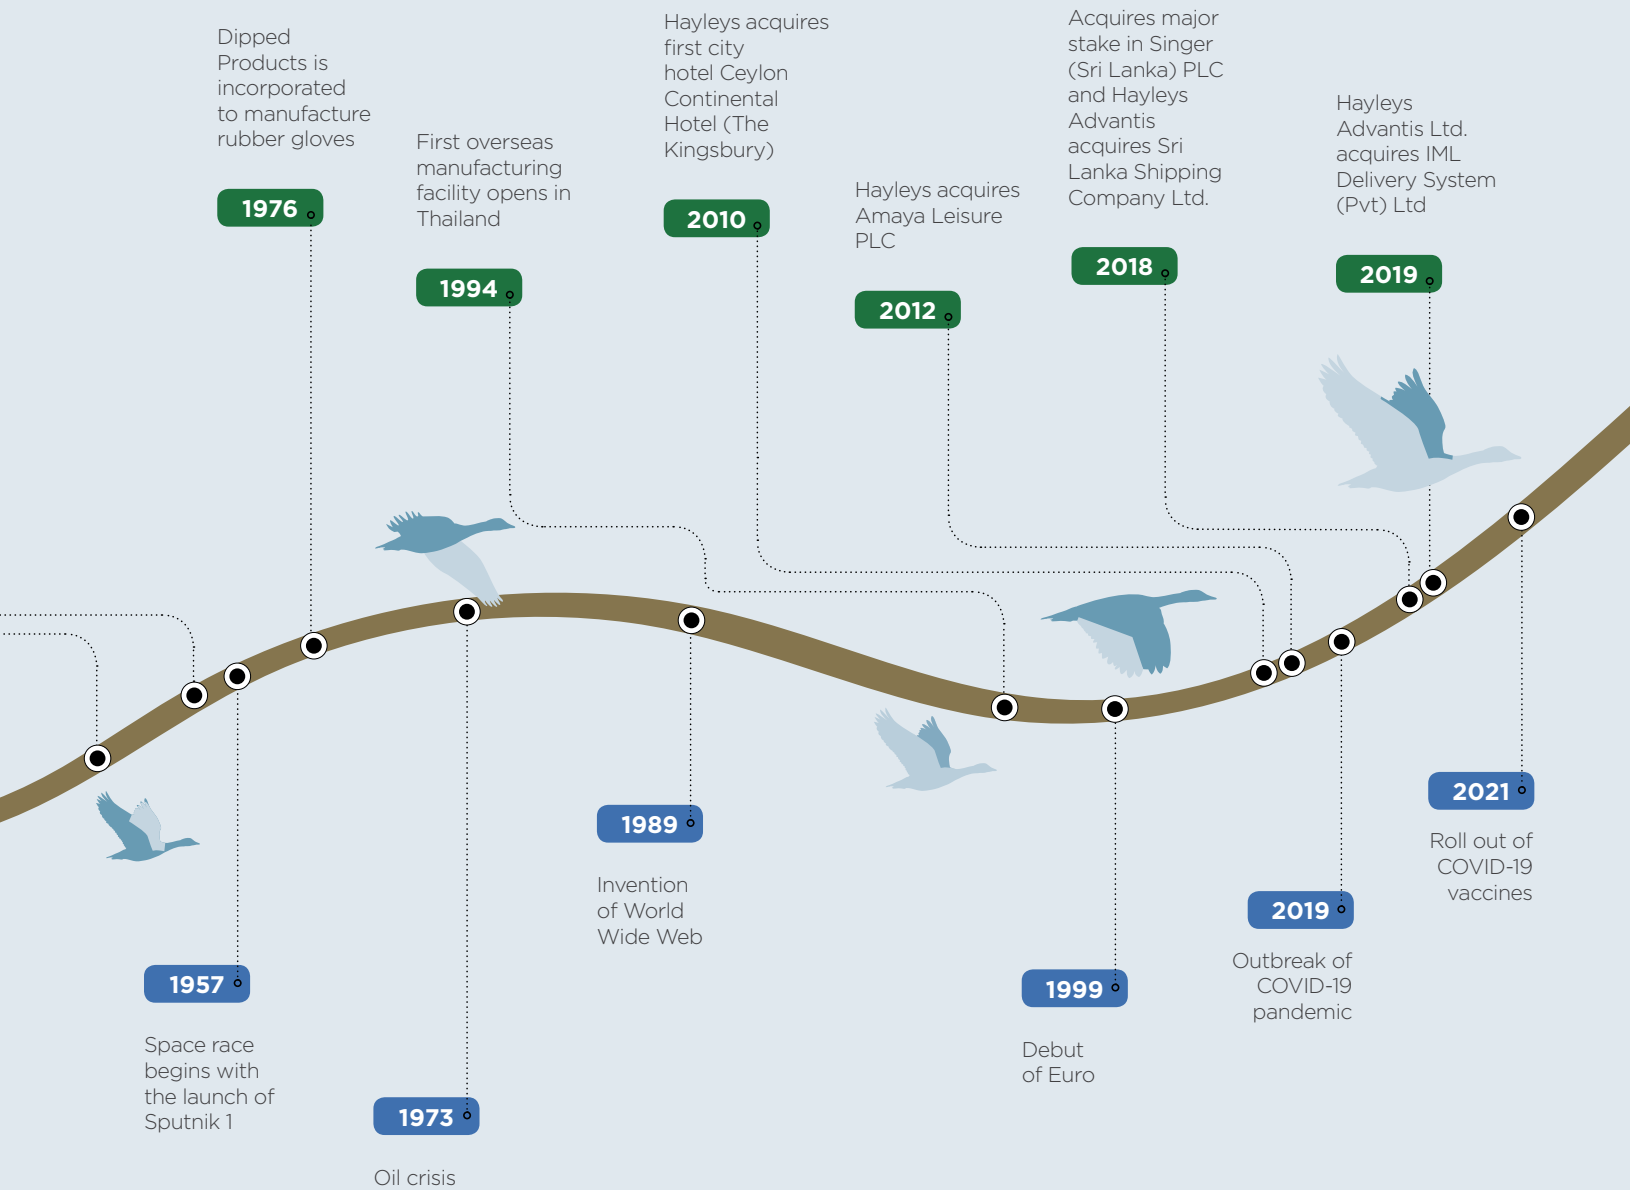 Dipped
Products is
incorporated
to manufacture
rubber gloves
1976
First overseas
manufacturing
facility opens in
Thailand
1994
Hayleys acquires
first city
hotel Ceylon
Continental
Hotel (The
Kingsbury)
2010
Hayleys acquires
Amaya Leisure
PLC
2012
Acquires major
stake in Singer
(Sri Lanka) PLC
and Hayleys
Advantis
acquires Sri
Lanka Shipping
Company Ltd.
2018
Hayleys
Advantis Ltd.
acquires IML
Delivery System
(Pvt) Ltd
2019
1957
Space race
begins with
the launch of
Sputnik 1
1973
Oil crisis
1989
Invention
of World
Wide Web
1999
Debut
of Euro
2019
Outbreak of
COVID-19
pandemic
2021
Roll out of
COVID-19
vaccines